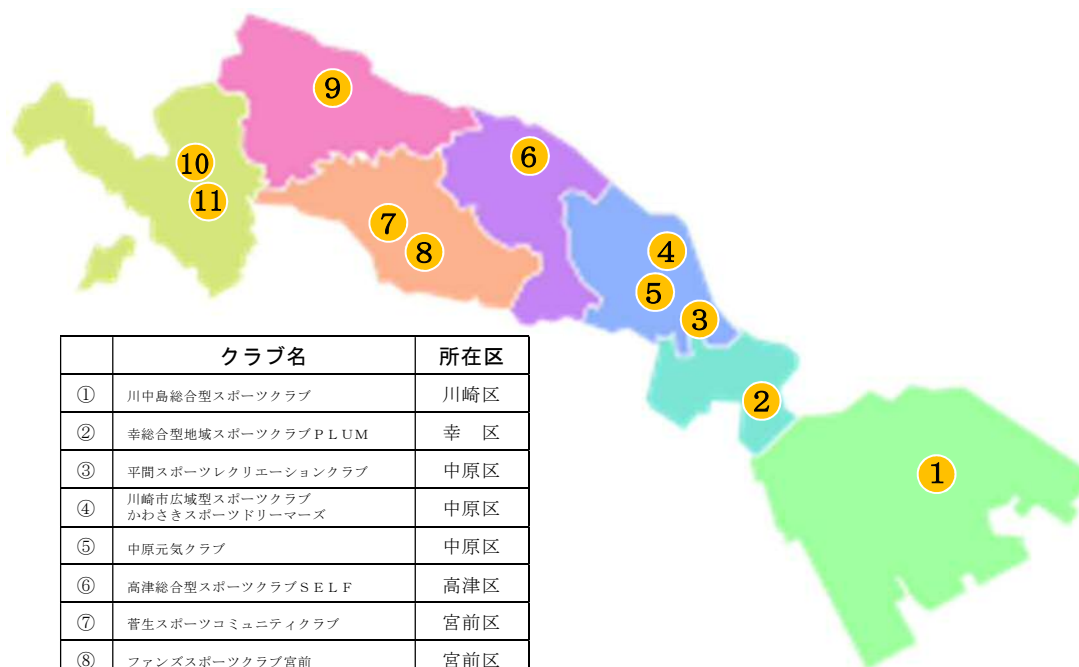 9
6
10
11
7
8
4
5
3
2
1
クラブ名 所在区
① 川中島総合型スポーツクラブ 川崎区
② 幸総合型地域スポーツクラブＰＬＵＭ 幸　区
③ 平間スポーツレクリエーションクラブ 中原区
④ 川崎市広域型スポーツクラブ
かわさきスポーツドリーマーズ 中原区
⑤ 中原元気クラブ 中原区
⑥ 高津総合型スポーツクラブＳＥＬＦ 高津区
⑦ 菅生スポーツコミュニティクラブ 宮前区
⑧ ファンズスポーツクラブ宮前 宮前区